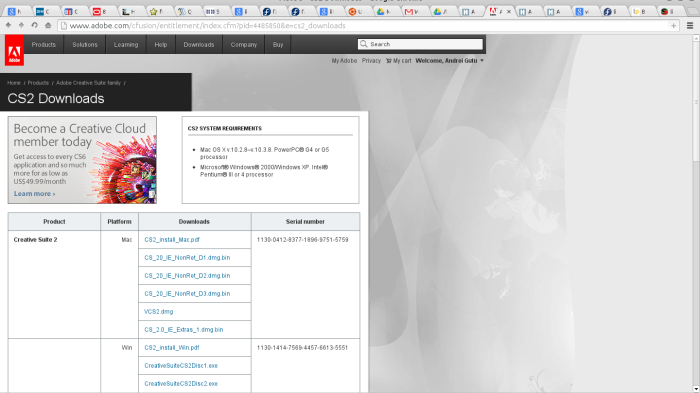 www.adobe.com/cfusion/entitlement/index.cfm?pid=4485850&e=cs2_downloads
Adobe
Products Solutions Learning Help Downloads Company Buy
Search
My Adobe Privacy My cart Welcome, Andrei Gutu
Home / Products / Adobe Creative Suite family /
CS2 Downloads
Become a Creative Cloud
member today
Get access to every CS6
application and so much
more for as low as
US$49.99/month
Learn more ›
CS2 SYSTEM REQUIREMENTS
• Mac OS X v.10.2.8–v.10.3.8. PowerPC® G4 or G5
processor
• Microsoft® Windows® 2000/Windows XP. Intel®
Pentium® III or 4 processor
Product Platform Downloads Serial number
Creative Suite 2 Mac CS2_Install_Mac.pdf 1130-0412-8377-1896-9751-5759
CS_20_IE_NonRet_D1.dmg.bin
CS_20_IE_NonRet_D2.dmg.bin
CS_20_IE_NonRet_D3.dmg.bin
VCS2.dmg
CS_2.0_IE_Extras_1.dmg.bin
Win CS2_Install_Win.pdf 1130-1414-7569-4457-6613-5551
CreativeSuiteCS2Disc1.exe
CreativeSuiteCS2Disc2.exe